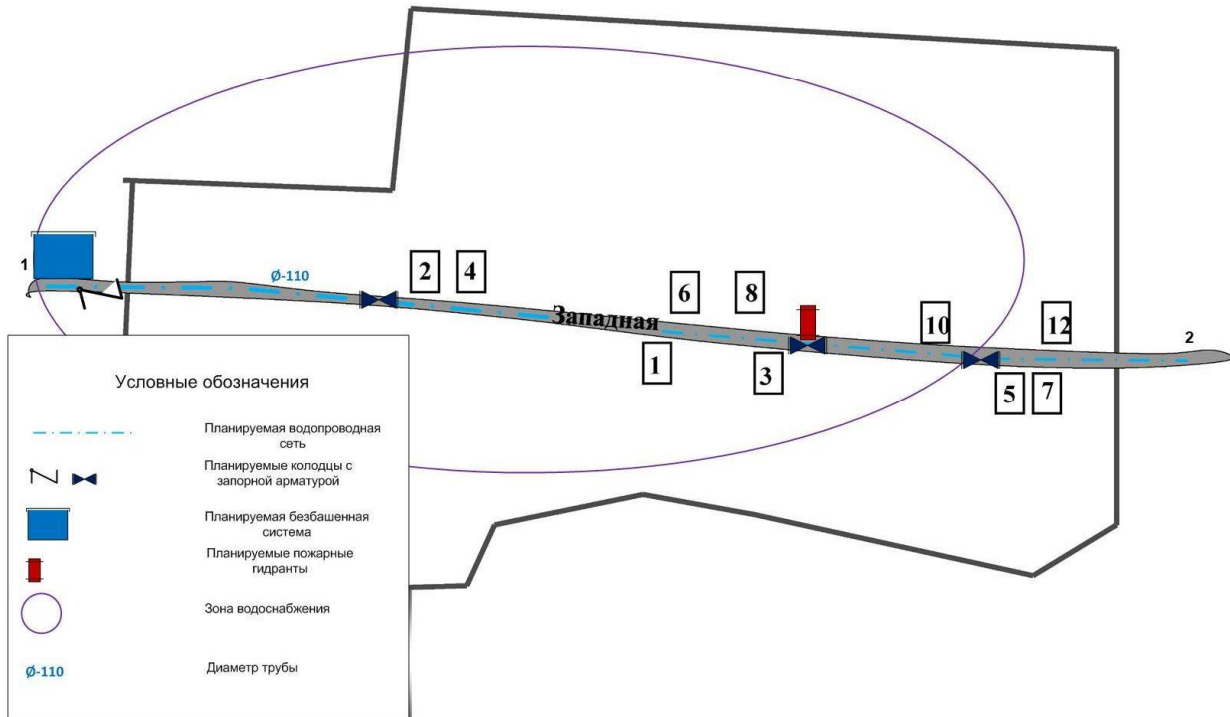 1
Ø-110
2
4
6
8
Западная
10
12
2
1
3
5
7
Условные обозначения
Планируемая водопроводная
сеть
Планируемые колодцы с
запорной арматурой
Планируемая безбашенная
система
Планируемые пожарные
гидранты
Зона водоснабжения
Ø-110
Диаметр трубы